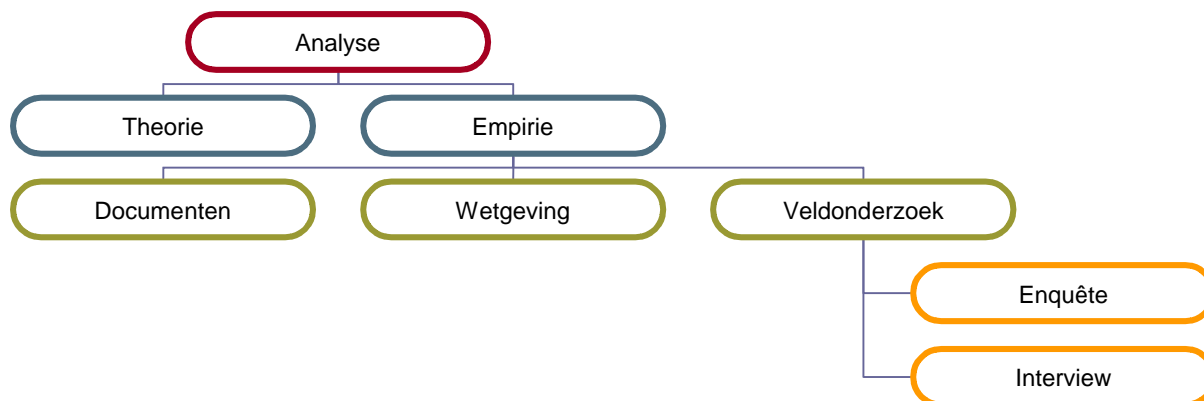 Analyse
Theorie
Empirie
Documenten
Wetgeving
Veldonderzoek
Enquête
Interview